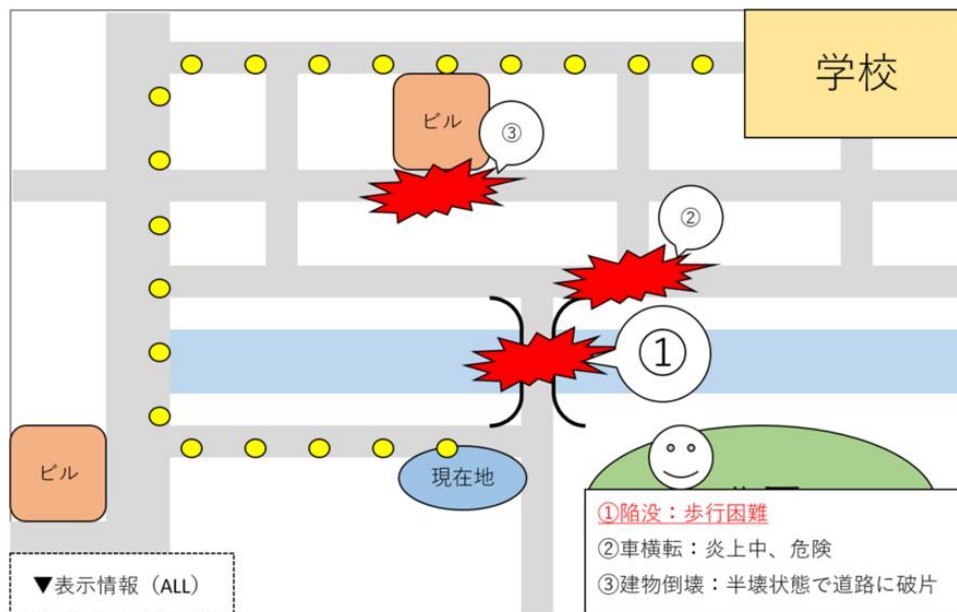 学校
ビル
③
②
①
ビル
現在地
①陥没：歩行困難
②車横転：炎上中、危険
③建物倒壊：半壊状態で道路に破片
▼表示情報（ALL）